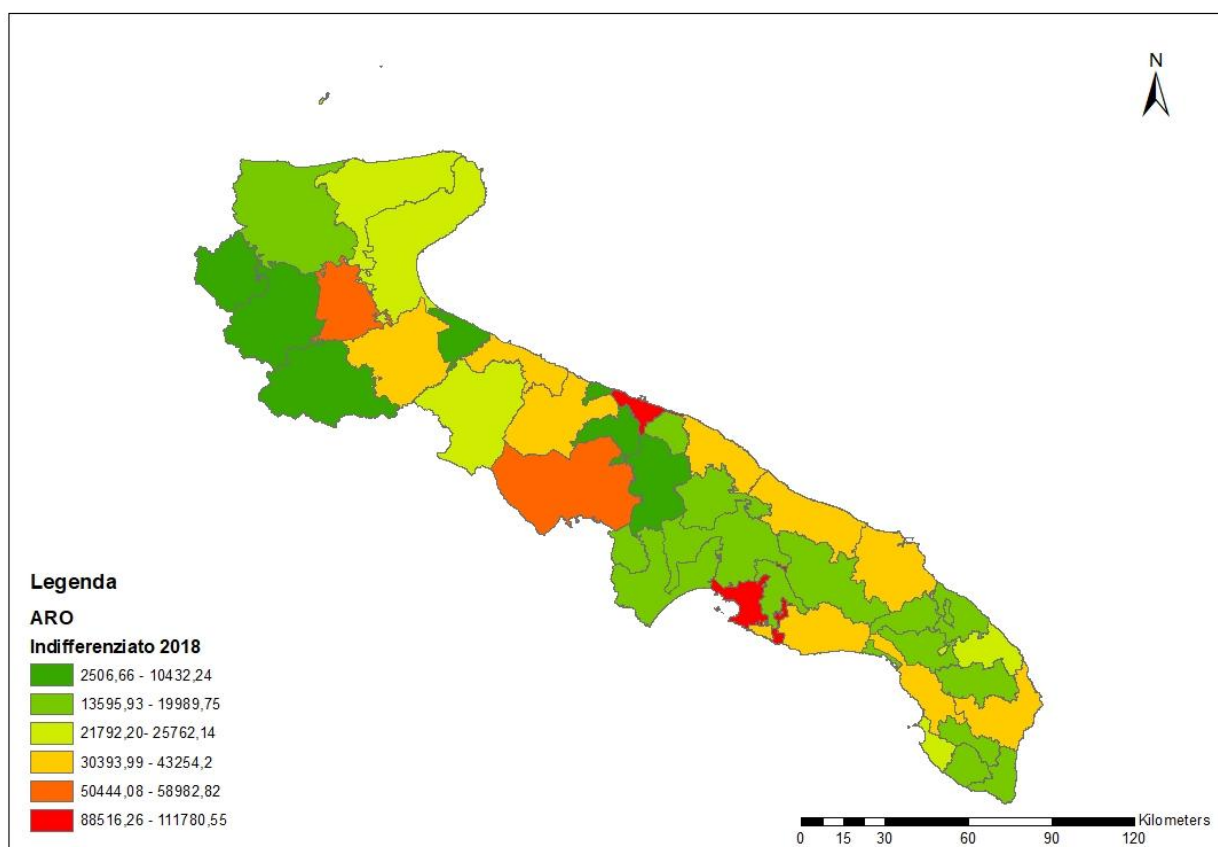 N
Legenda
ARO
Indifferenziato 2018
2506,66 - 10432,24
13595,93 - 19989,75
21792,20- 25762,14
30393,99 - 43254,2
50444,08 - 58982,82
88516,26 - 111780,55
Kilometers
0 15 30 60 90 120